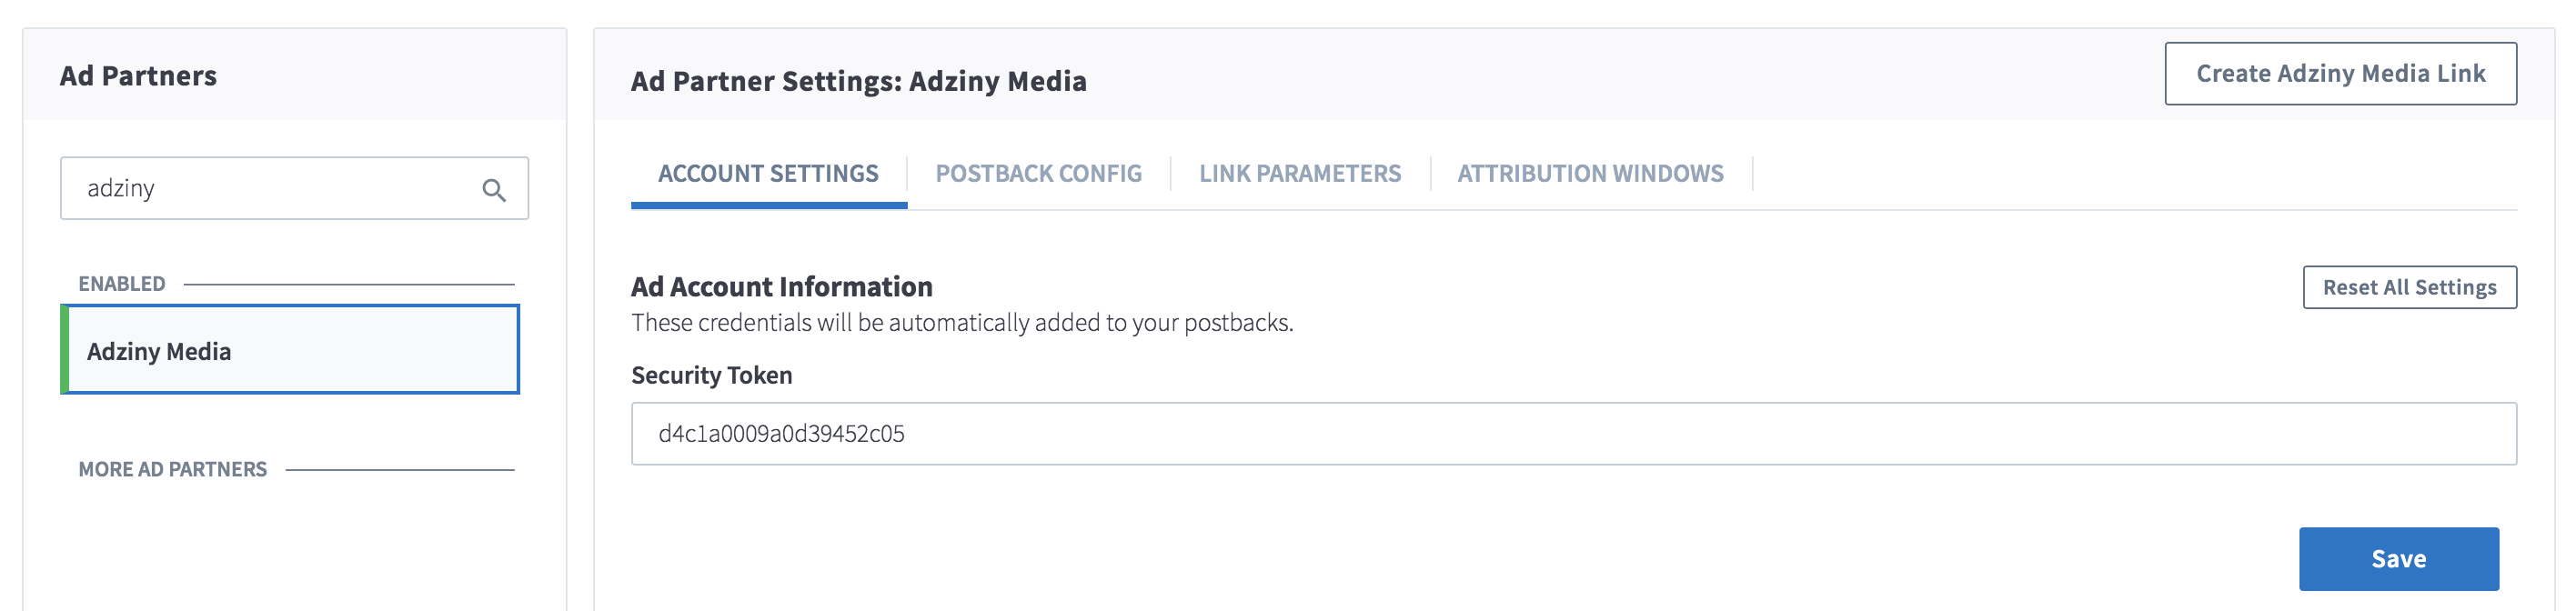 Ad Partners
adziny
ENABLED
Adziny Media
MORE AD PARTNERS
Ad Partner Settings: Adziny Media
Create Adziny Media Link
ACCOUNT SETTINGS
POSTBACK CONFIG
LINK PARAMETERS
ATTRIBUTION WINDOWS
Ad Account Information
Reset All Settings
These credentials will be automatically added to your postbacks.
Security Token
d4c1a0009a0d39452c05
Save